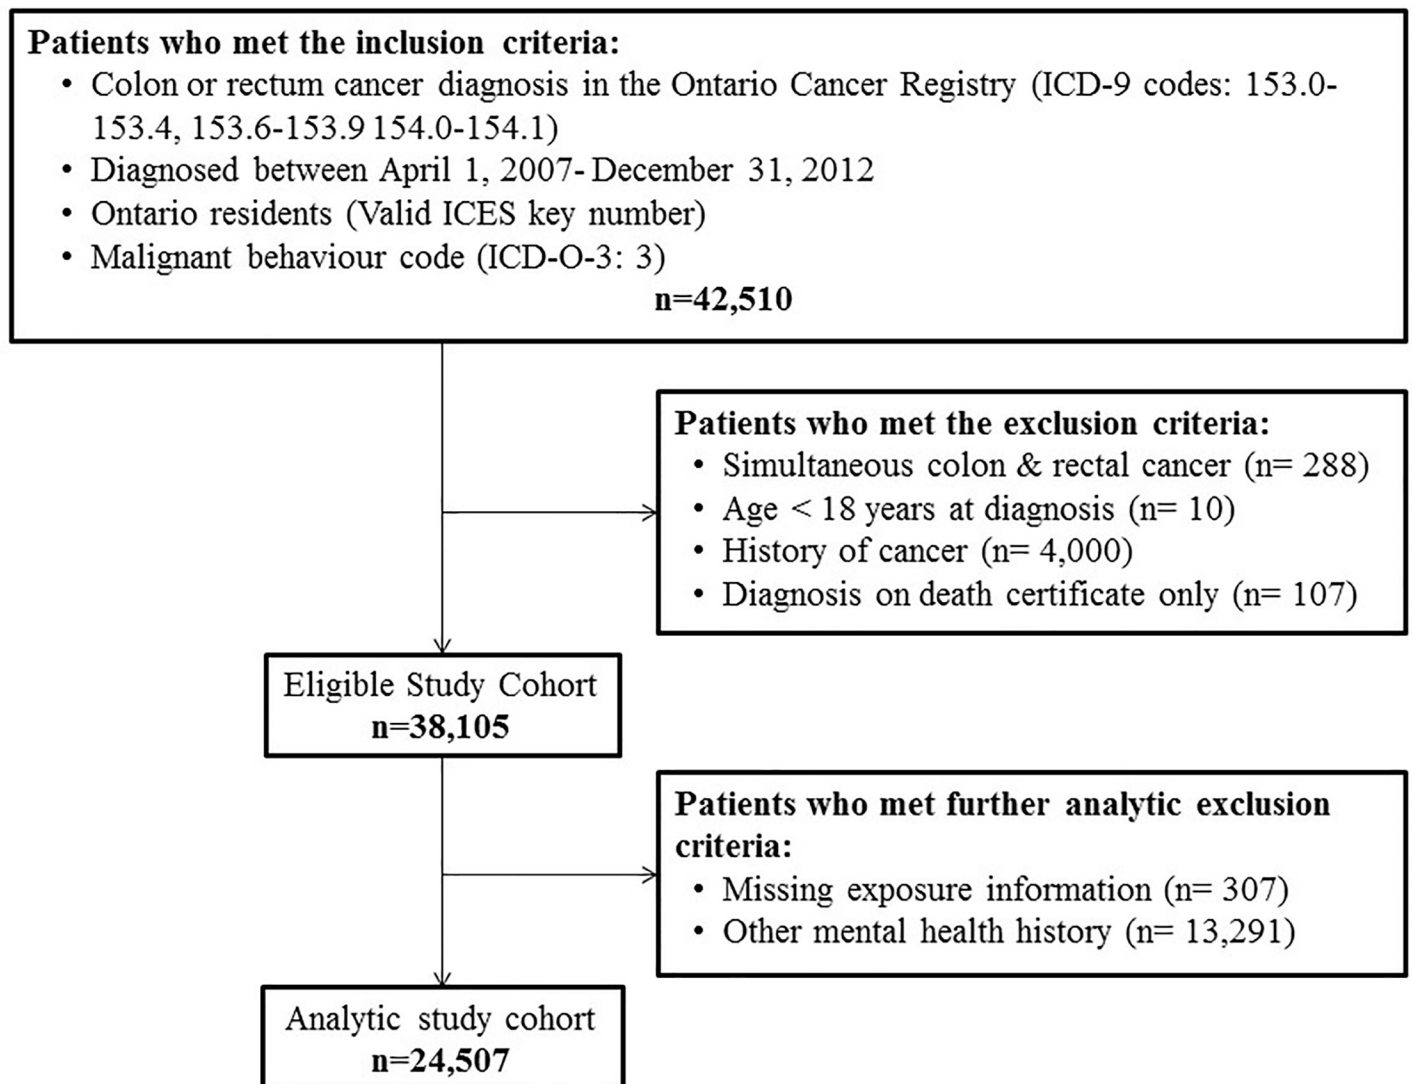 Patients who met the inclusion criteria:
• Colon or rectum cancer diagnosis in the Ontario Cancer Registry (ICD-9 codes: 153.0-
153.4, 153.6-153.9 154.0-154.1)
• Diagnosed between April 1, 2007- December 31, 2012
• Ontario residents (Valid ICES key number)
• Malignant behaviour code (ICD-O-3: 3)
n=42,510
Patients who met the exclusion criteria:
• Simultaneous colon & rectal cancer (n= 288)
• Age < 18 years at diagnosis (n= 10)
• History of cancer (n= 4,000)
• Diagnosis on death certificate only (n= 107)
Eligible Study Cohort
n=38,105
Patients who met further analytic exclusion
criteria:
• Missing exposure information (n= 307)
• Other mental health history (n= 13,291)
Analytic study cohort
n=24,507